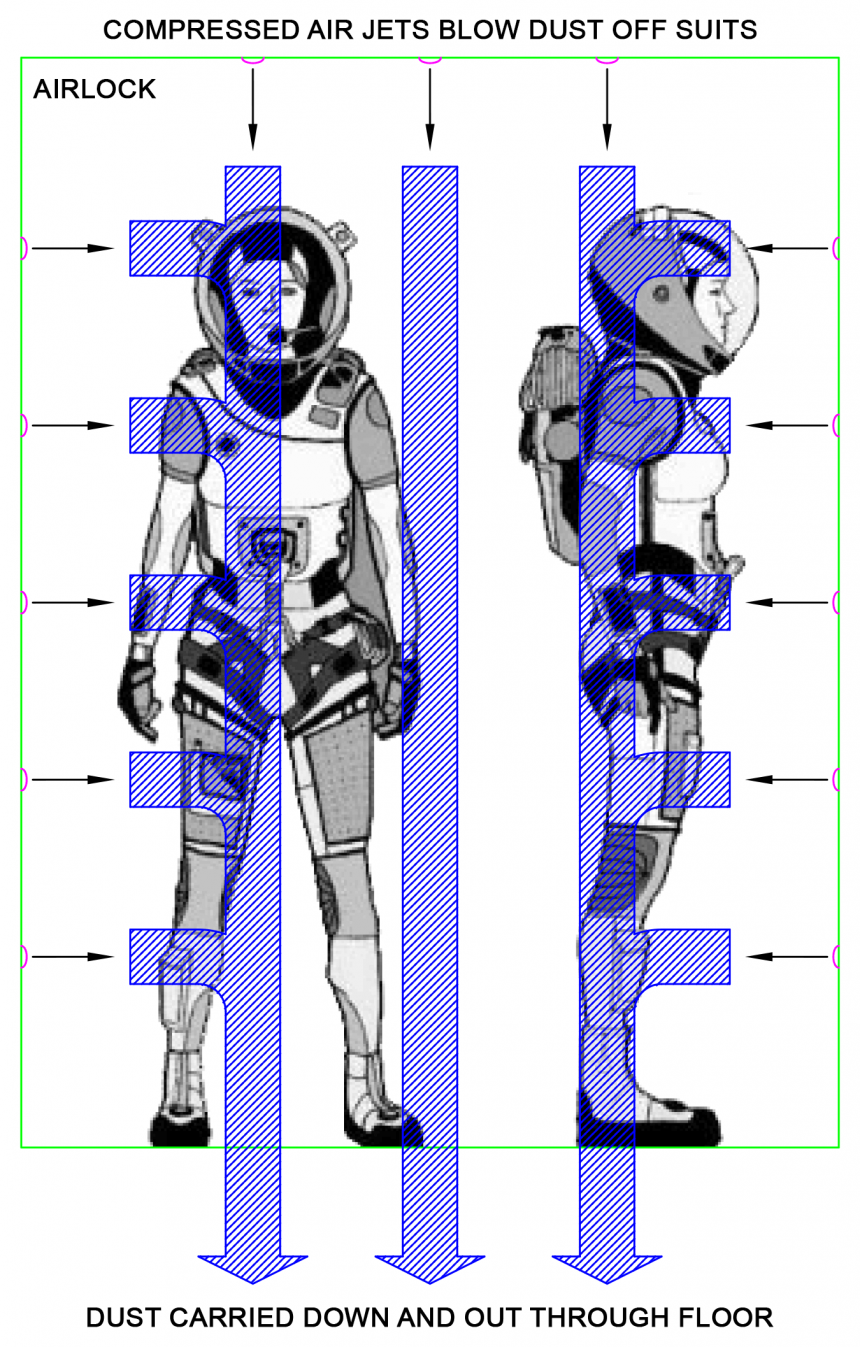 COMPRESSED AIR JETS BLOW DUST OFF SUITS
AIRLOCK
DUST CARRIED DOWN AND OUT THROUGH FLOOR